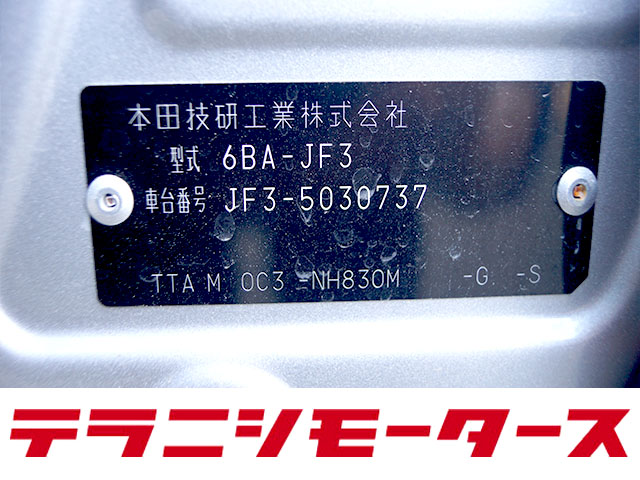 本田技研工業株式会社
型式 6BA-JF3
車台番号 JF3-5030737
TTA M 0C3 -NH830M -G -S
テラニシモータース